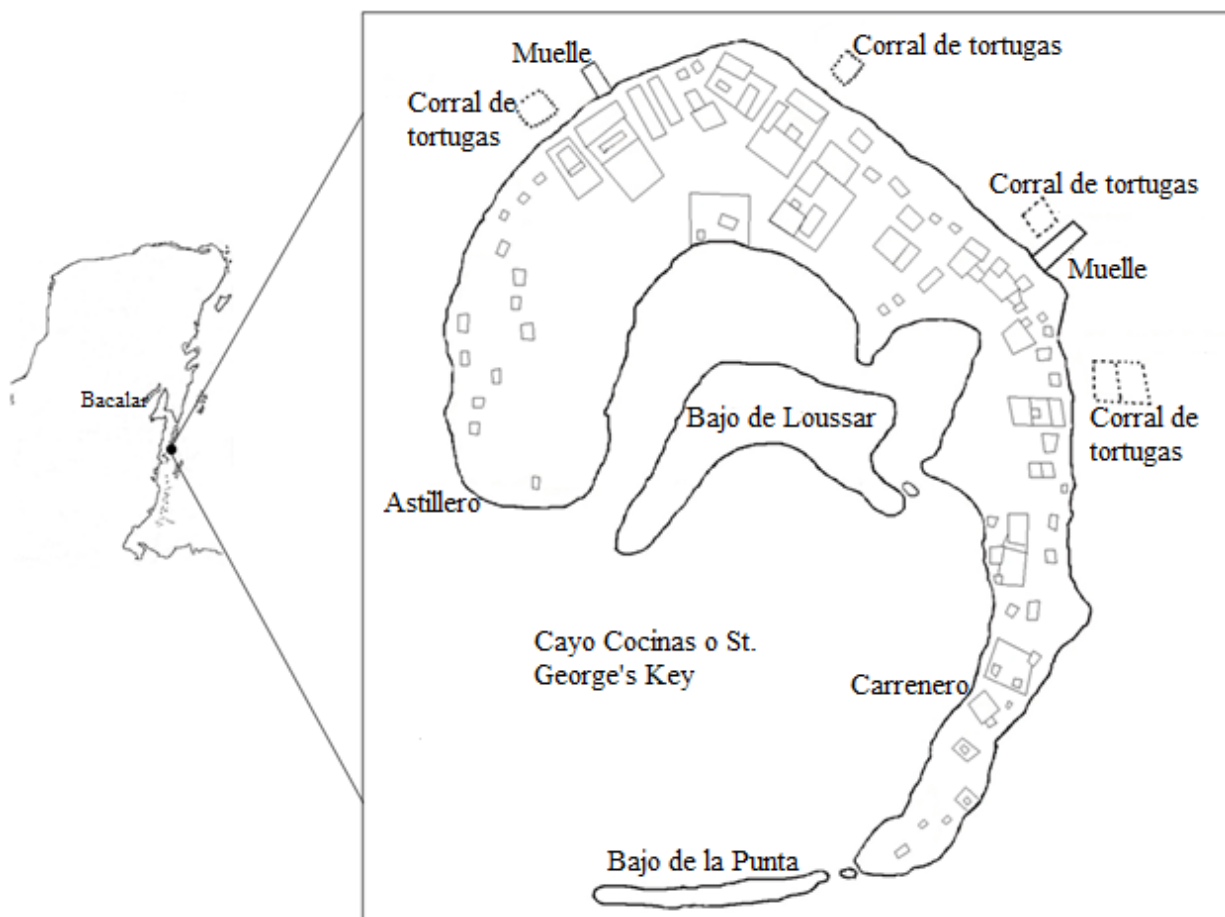 Corral de tortugas
Muelle
Corral de
tortugas
Corral de tortugas
Muelle
Bacalar
Bajo de Loussar
Corral de
tortugas
Astillero
Cayo Cocinas o St.
George's Key
Carrenero
Bajo de la Punta